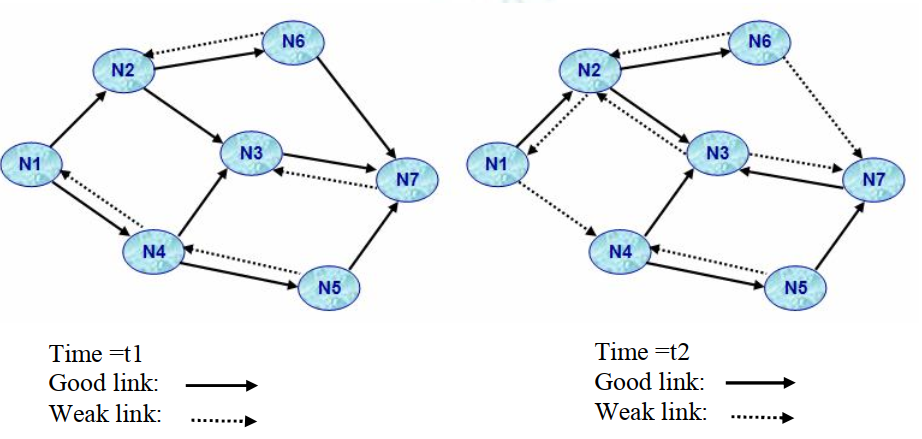 N6
N2
N3
N1
N7
N4
N5
Time =t1
Good link:
Weak link:
N6
N2
N3
N1
N7
N4
N5
Time =t2
Good link:
Weak link: